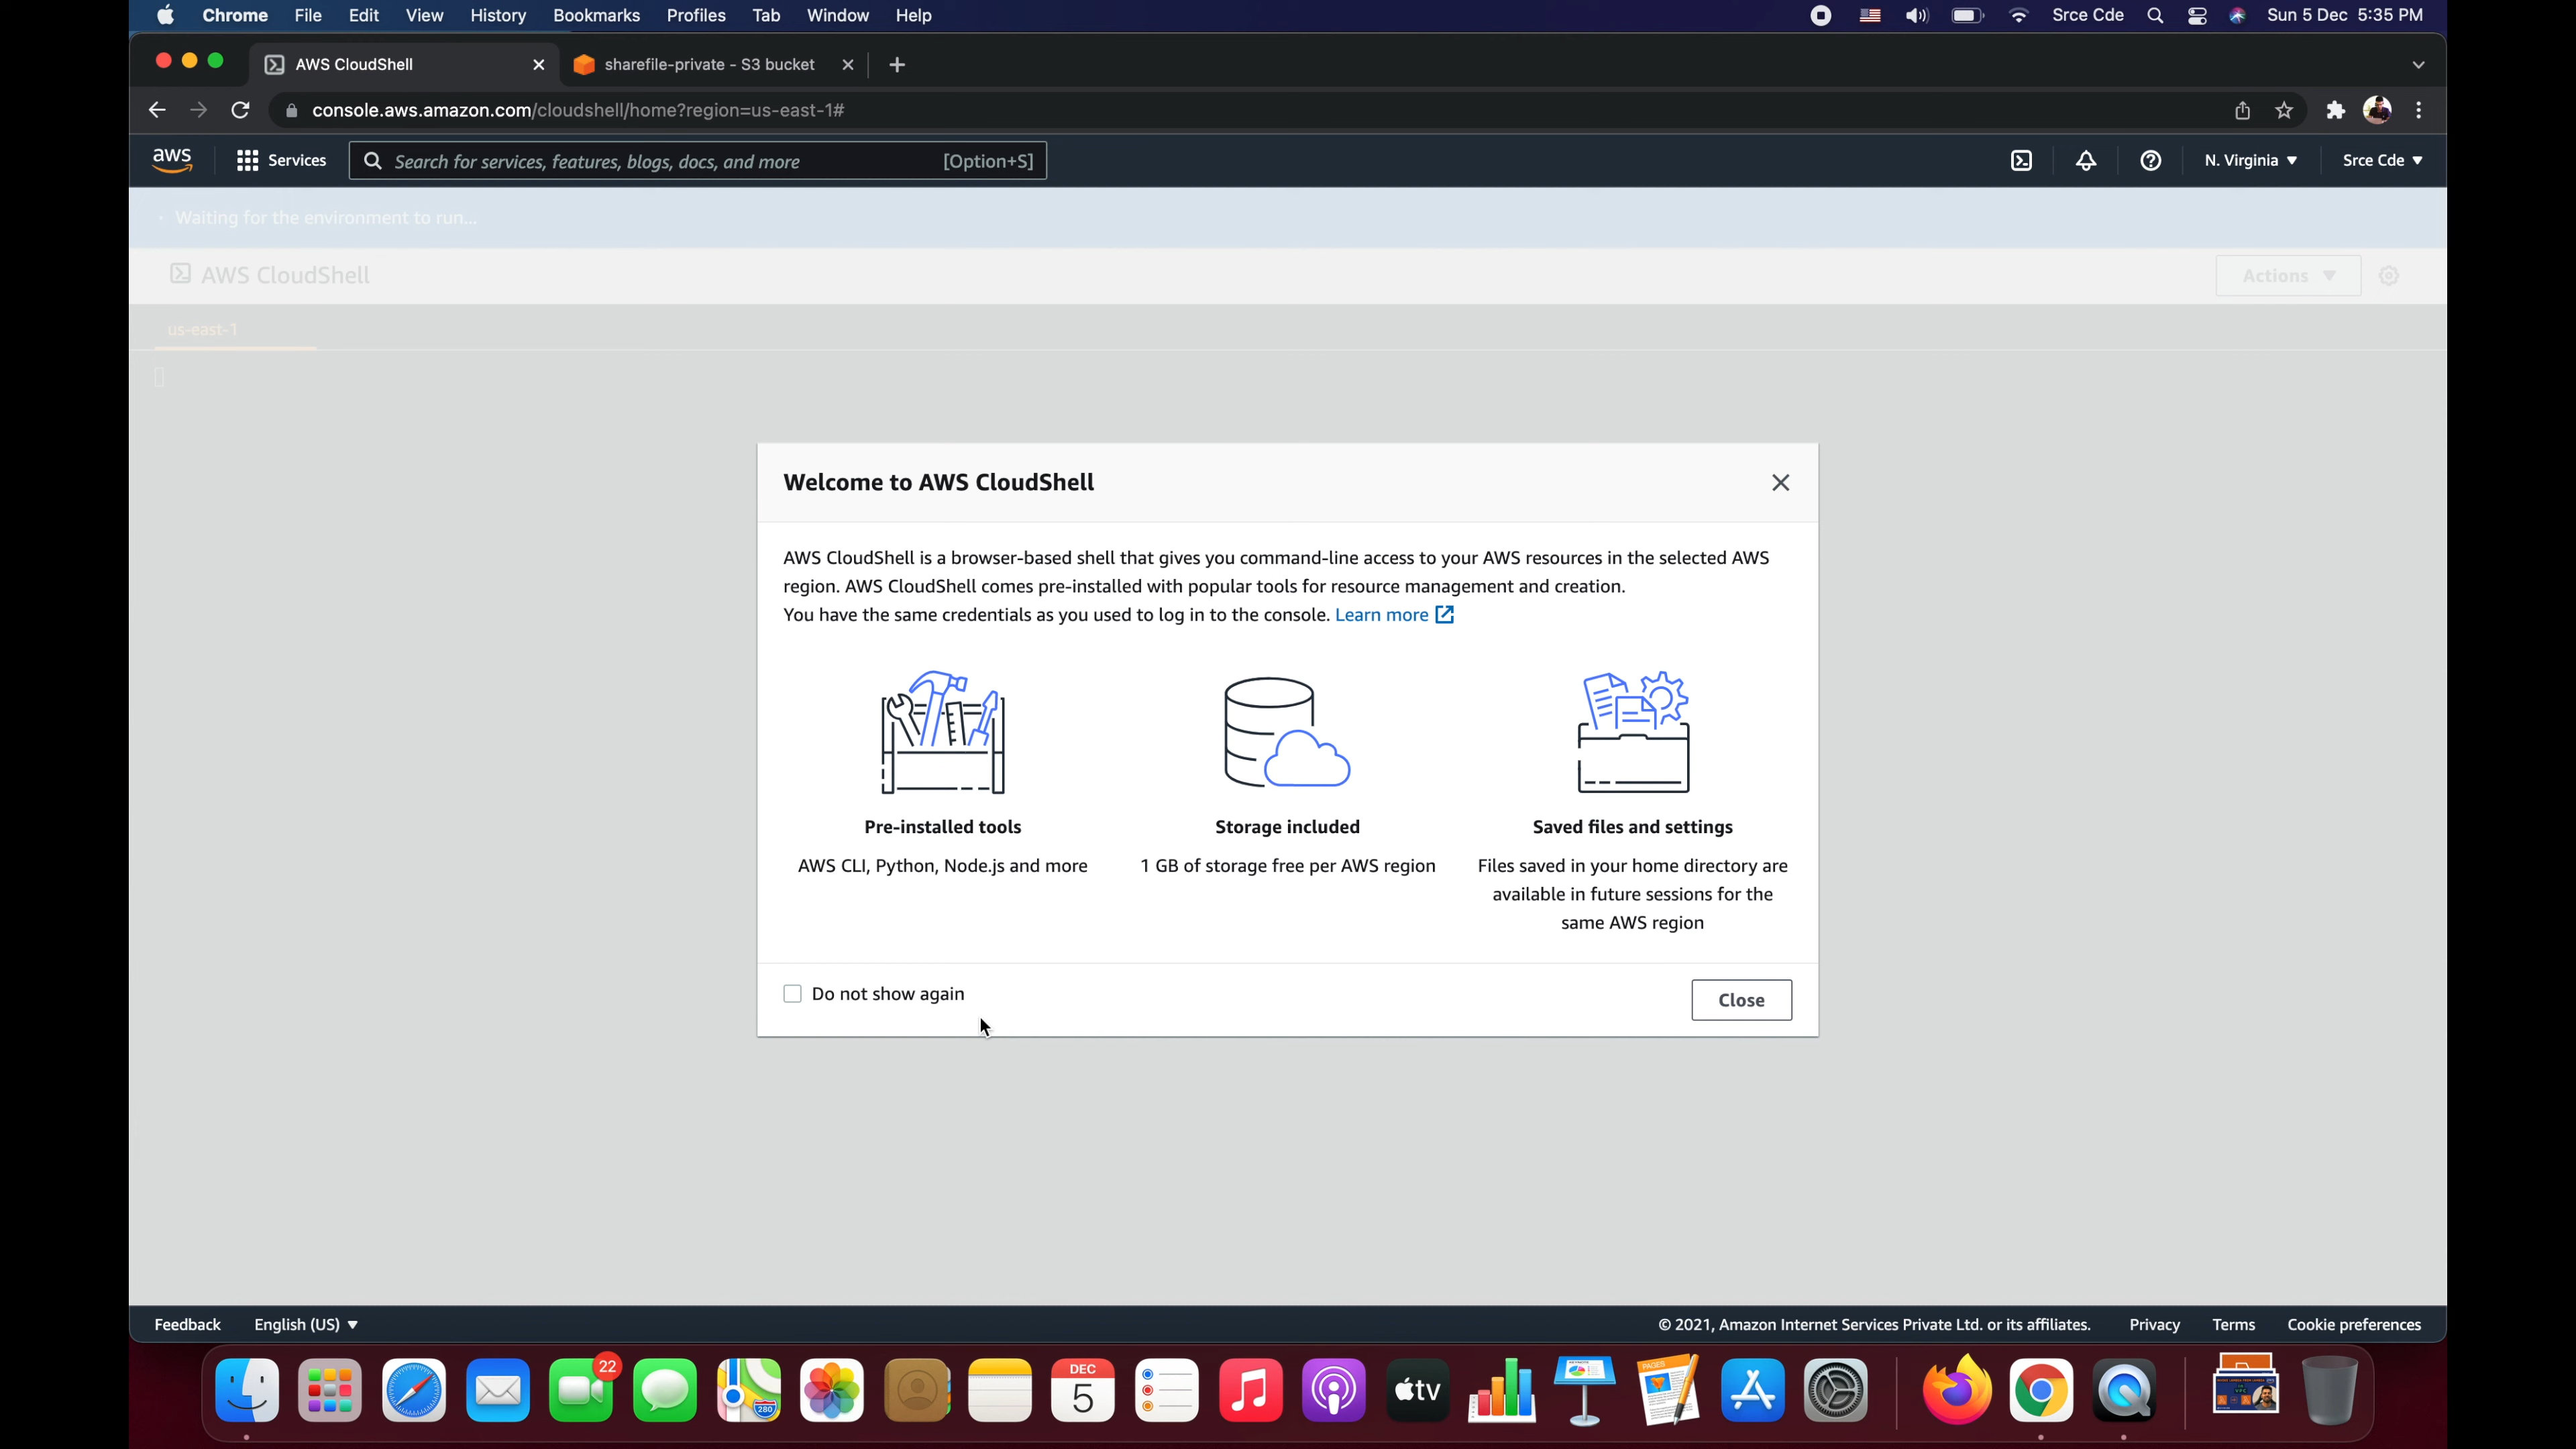 Chrome File Edit View History Bookmarks Profiles Tab Window Help Srce Cde Sun 5 Dec 5:35 PM
AWS CloudShell sharefile-private - S3 bucket
console.aws.amazon.com/cloudshell/home?region=us-east-1#
aws Services Search for services, features, blogs, docs, and more [Option+S] N. Virginia Srce Cde
Waiting for the environment to run...
AWS CloudShell Actions
us-east-1
Welcome to AWS CloudShell
AWS CloudShell is a browser-based shell that gives you command-line access to your AWS resources in the selected AWS
region. AWS CloudShell comes pre-installed with popular tools for resource management and creation.
You have the same credentials as you used to log in to the console. Learn more
Pre-installed tools
AWS CLI, Python, Node.js and more
Storage included
1 GB of storage free per AWS region
Saved files and settings
Files saved in your home directory are
available in future sessions for the
same AWS region
Do not show again
Close
Feedback English (US) © 2021, Amazon Internet Services Private Ltd. or its affiliates. Privacy Terms Cookie preferences
22
280
DEC
5
tv
PAGES